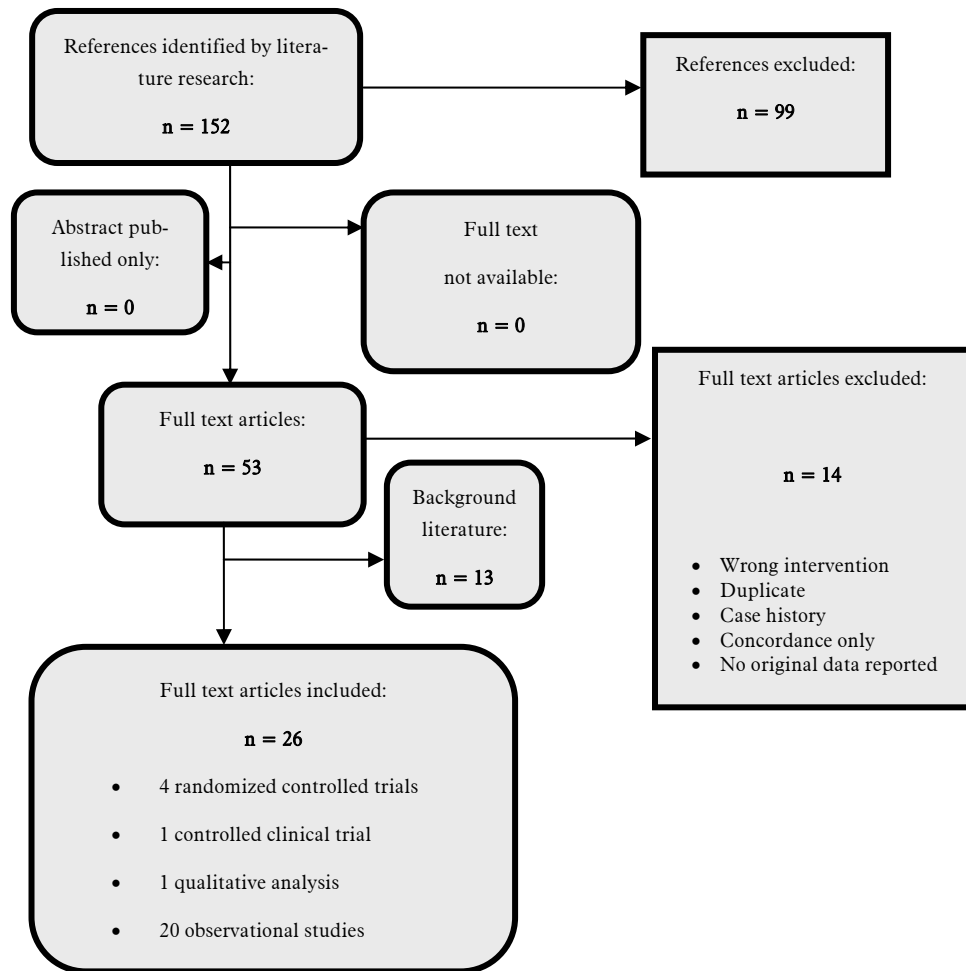 References identified by litera-
ture research:
n = 152
References excluded:
n = 99
Abstract pub-
lished only:
n = 0
Full text
not available:
n = 0
Full text articles:
n = 53
Full text articles excluded:
n = 14
• Wrong intervention
• Duplicate
• Case history
• Concordance only
• No original data reported
Background
literature:
n = 13
Full text articles included:
n = 26
• 4 randomized controlled trials
• 1 controlled clinical trial
• 1 qualitative analysis
• 20 observational studies